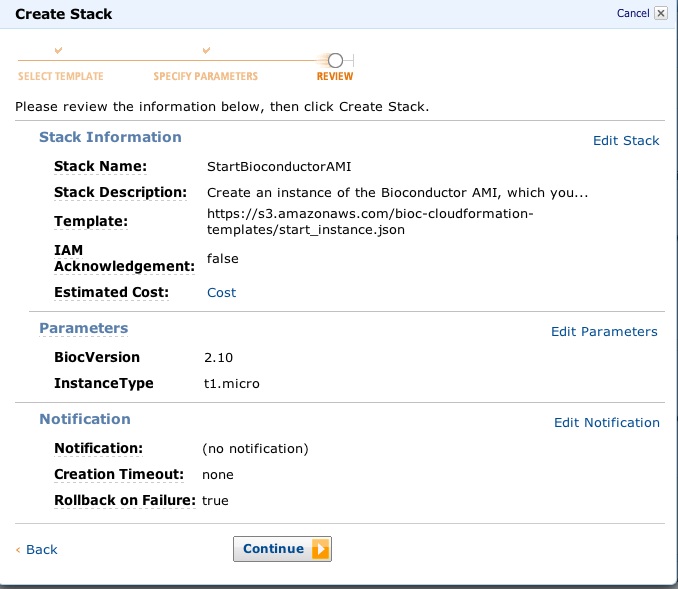 Create Stack
Cancel
SELECT TEMPLATE SPECIFY PARAMETERS REVIEW
Please review the information below, then click Create Stack.
Stack Information
Edit Stack
Stack Name: StartBioconductorAMI
Stack Description: Create an instance of the Bioconductor AMI, which you...
Template: https://s3.amazonaws.com/bioc-cloudformation-
templates/start_instance.json
IAM
Acknowledgement: false
Estimated Cost: Cost
Parameters
Edit Parameters
BiocVersion 2.10
InstanceType t1.micro
Notification
Edit Notification
Notification: (no notification)
Creation Timeout: none
Rollback on Failure: true
‹ Back
Continue